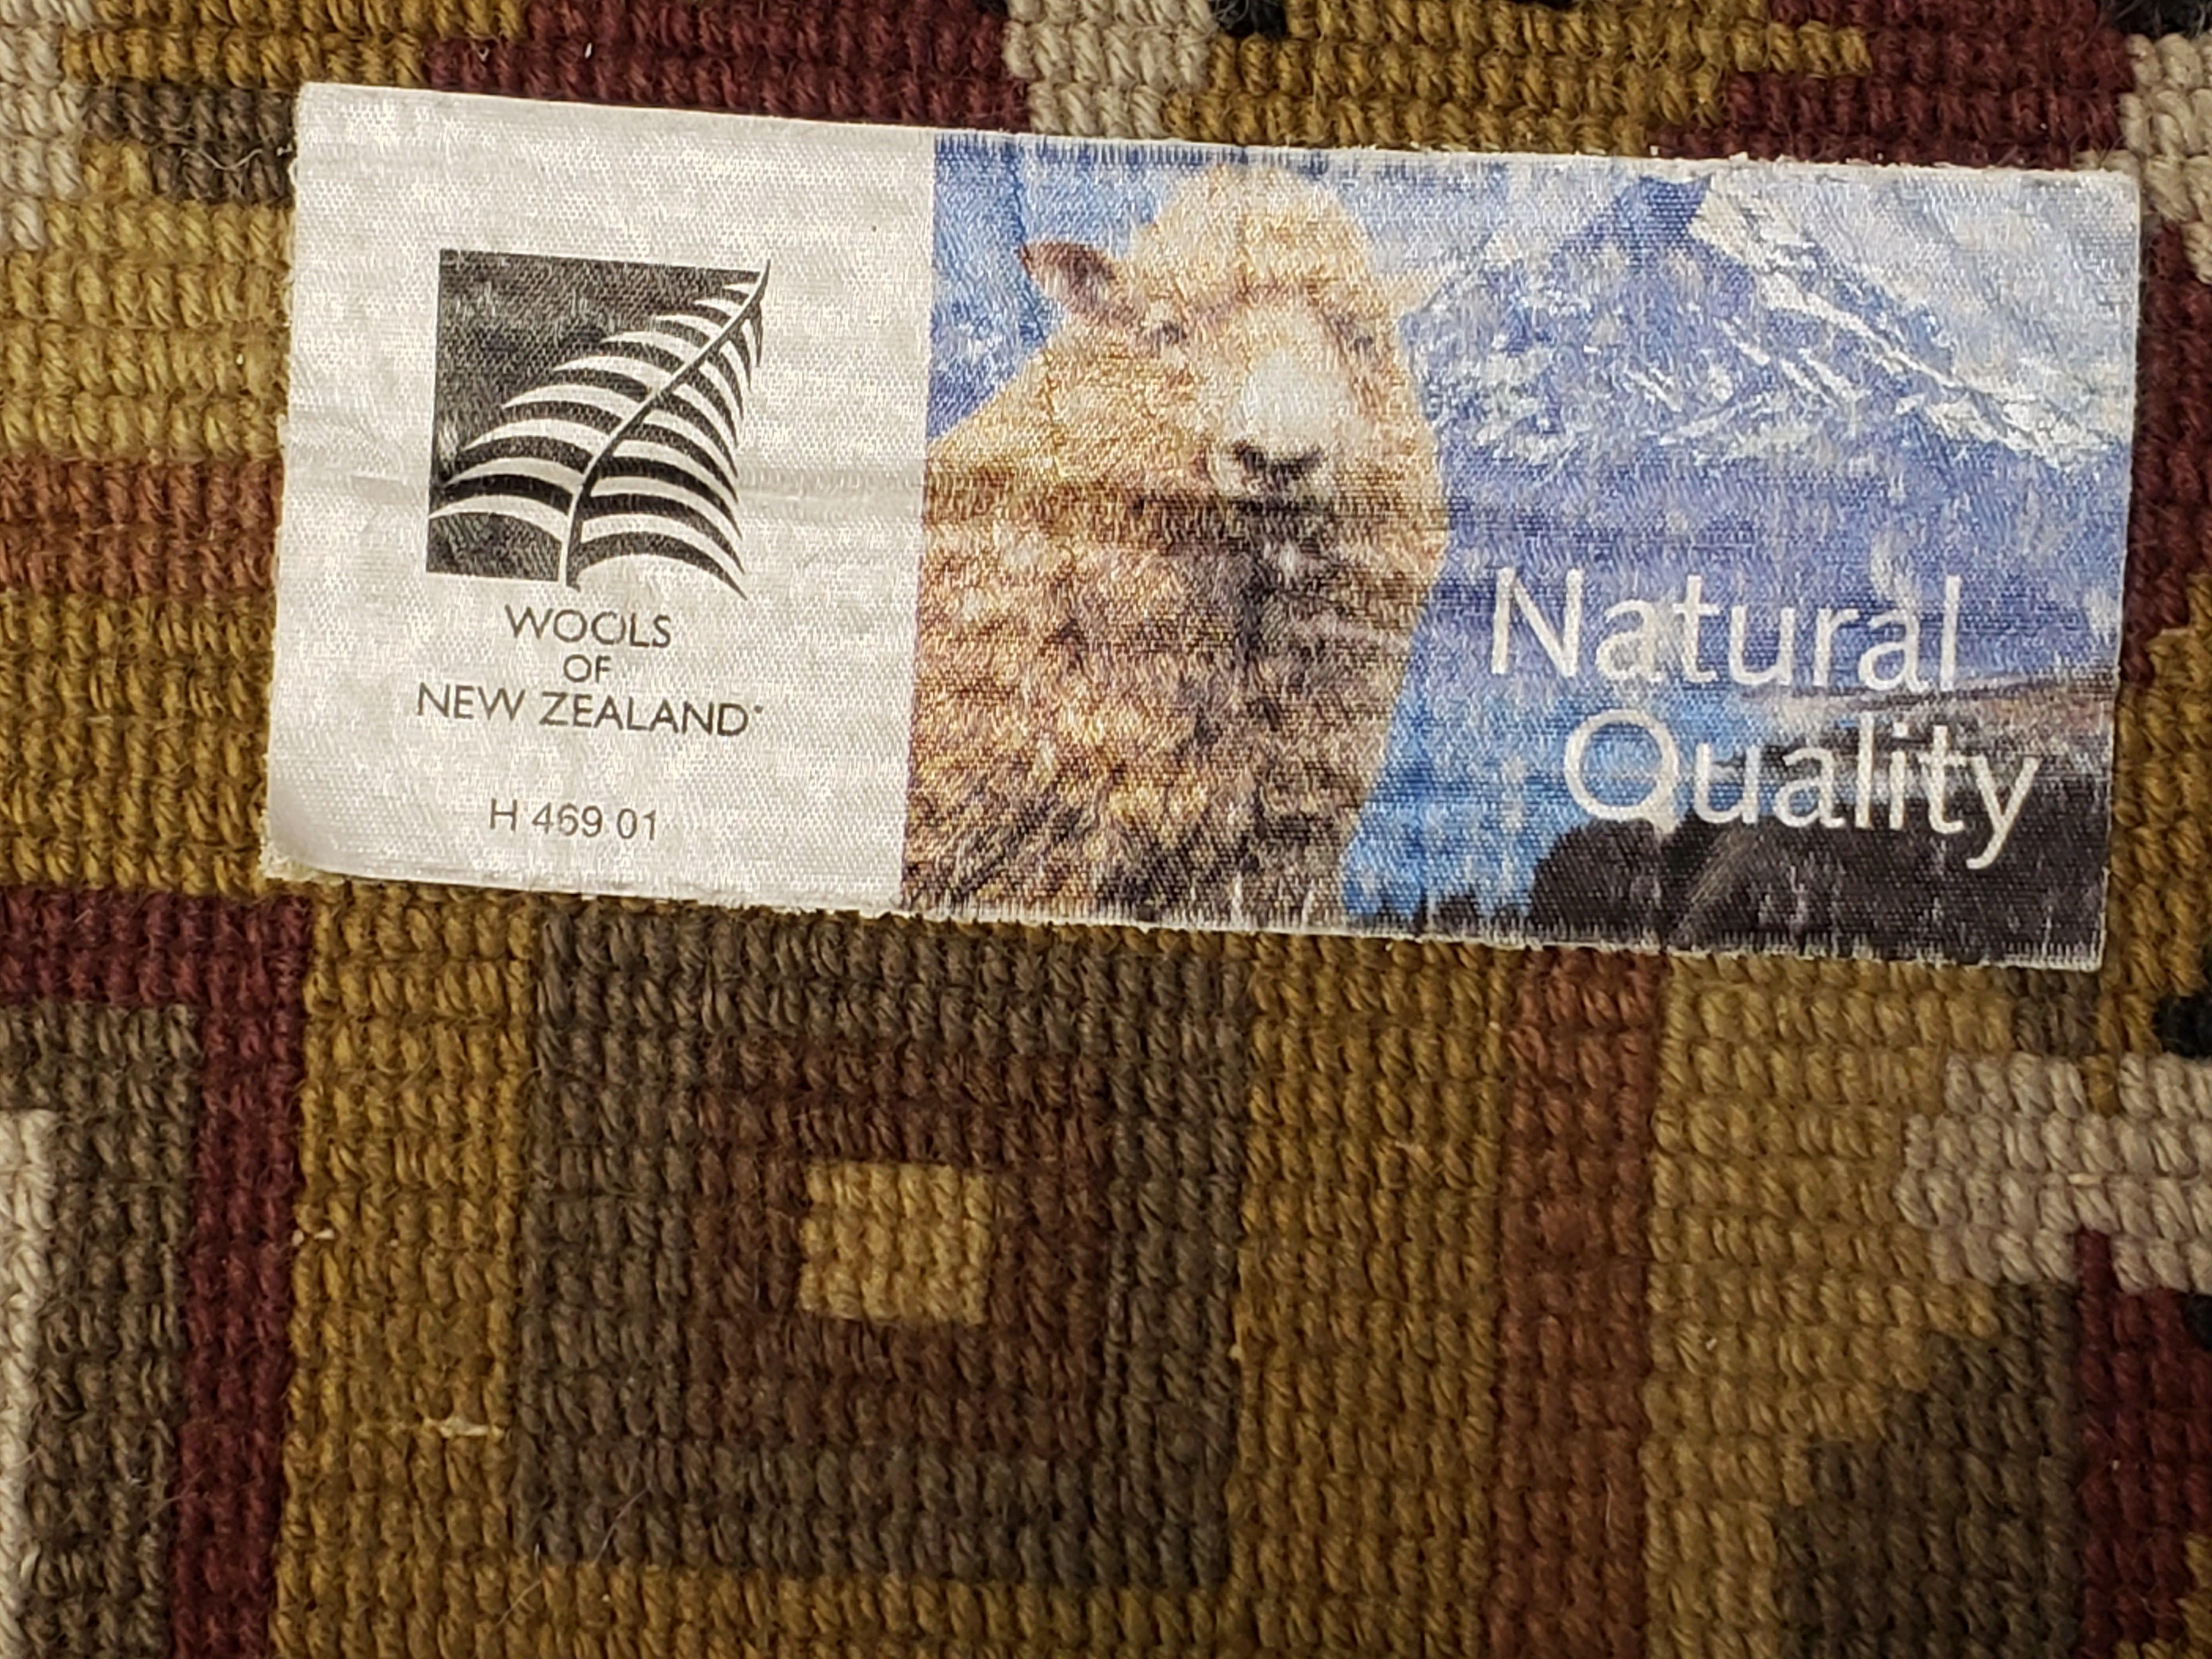 WOOLS
OF
NEW ZEALAND
H 469 01
Natural
Quality